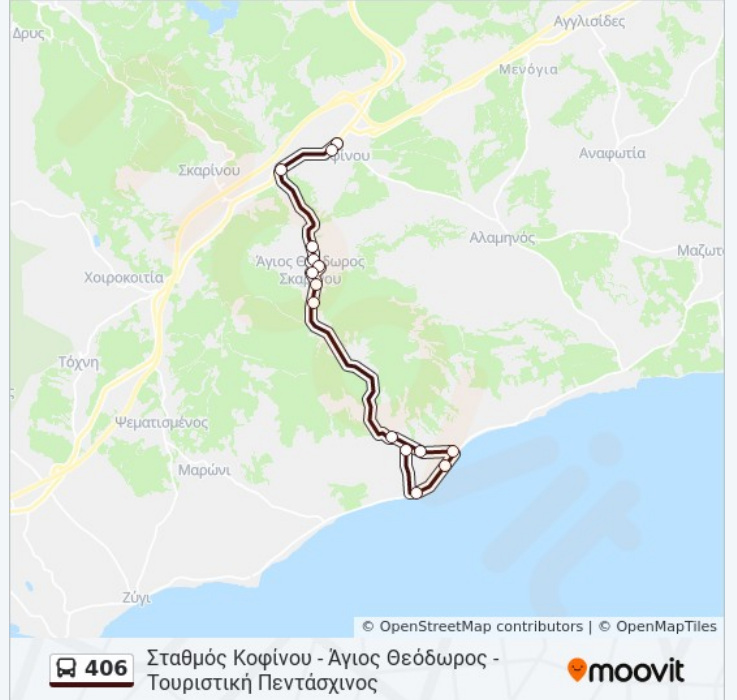 Δρυς
Αγγλισίδες
Μενόγια
Κοφίνου
Αναφωτία
Σκαρίνου
Αλαμηνός
Μαζωτ
Άγιος Θεόδωρος
Σκαρίνου
Χοιροκοιτία
Τόχνη
ς
Ψεματισμένος
Μαρώνι
Ζύγι
© OpenStreetMap contributors | © OpenMapTiles
406
Σταθμός Κοφίνου - Άγιος Θεόδωρος -
Τουριστική Πεντάσχινος
moovit